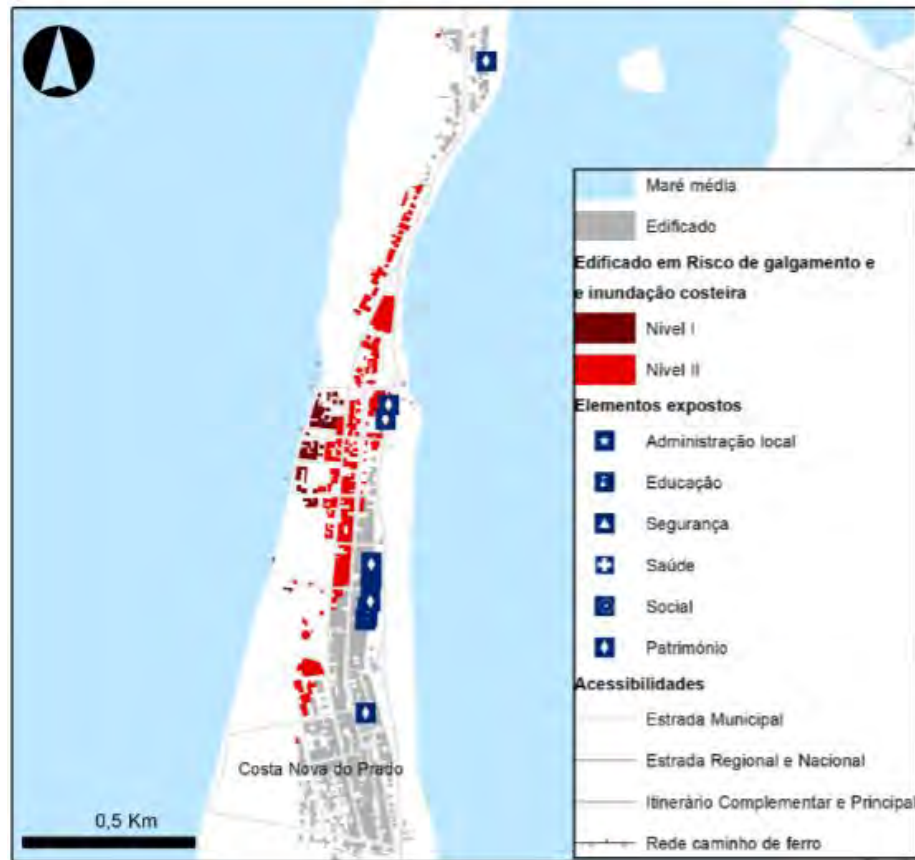 Maré média
Edificado
Edificado em Risco de galgamento e
e inundação costeira
Nível I
Nível II
Elementos expostos
Administração local
Educação
Segurança
Saúde
Social
Património
Acessibilidades
Estrada Municipal
Estrada Regional e Nacional
Itinerário Complementar e Principal
Rede caminho de ferro
Costa Nova do Prado
0,5 Km